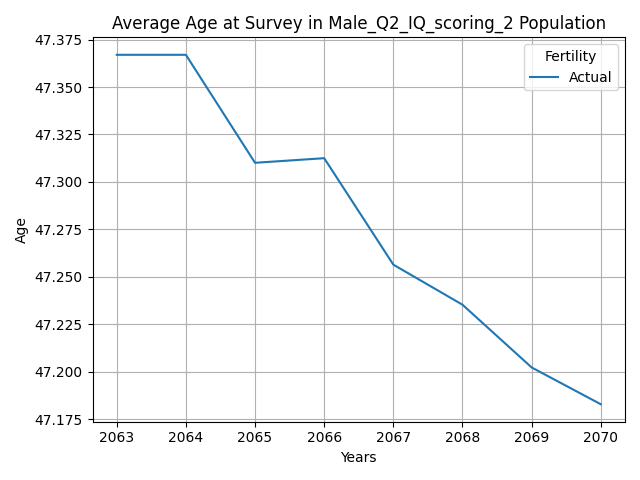 Average Age at Survey in Male_Q2_IQ_scoring_2 Population
47.375
47.350
47.325
47.300
47.275
47.250
47.225
47.200
47.175
Age
Fertility
Actual
2063 2064 2065 2066 2067 2068 2069 2070
Years